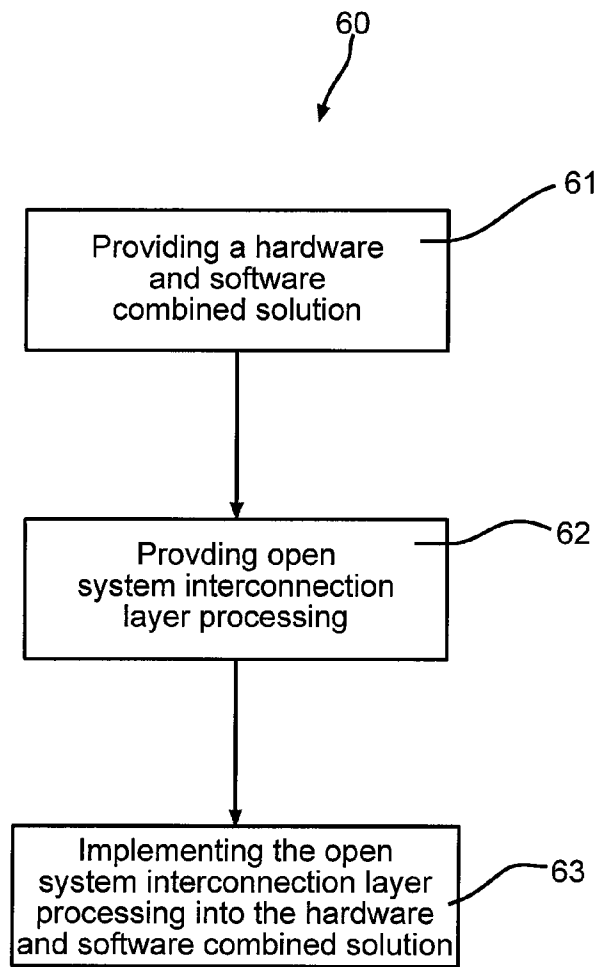 60
61
Providing a hardware
and software
combined solution
62
Provding open
system interconnection
layer processing
Implementing the open
system interconnection layer
processing into the hardware
and software combined solution
63